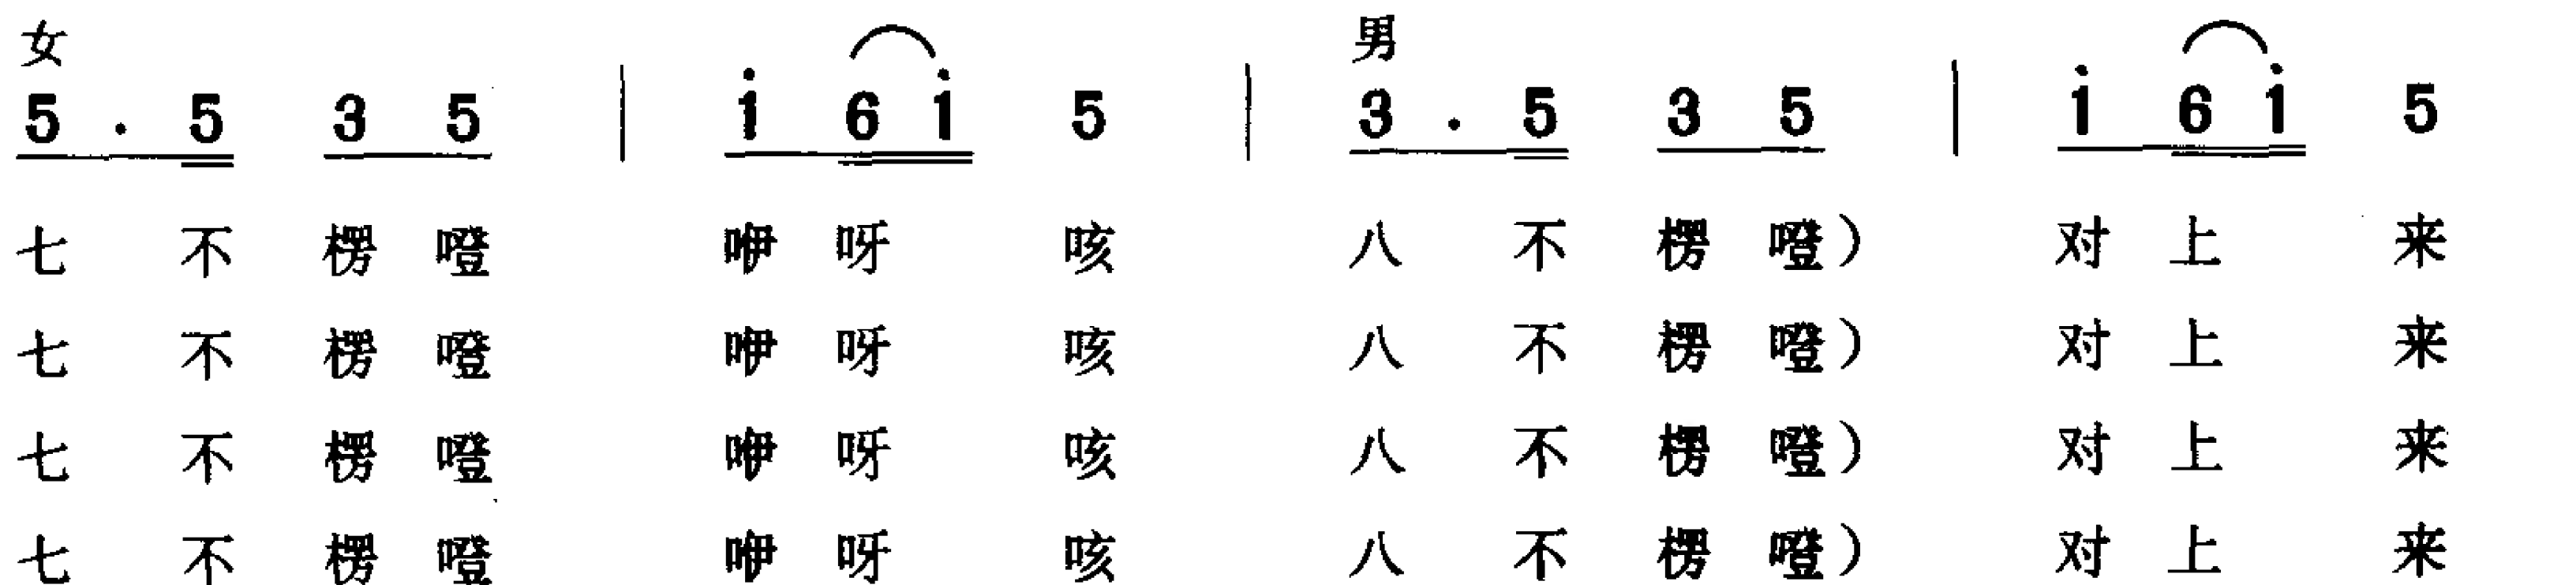 女 男
5 . 5 3 5 | i 6 i 5 | 3 . 5 3 5 | i 6 i 5
七 不 楞 噔 咿 呀 咳 八 不 楞 噔） 对 上 来
七 不 楞 噔 咿 呀 咳 八 不 楞 噔） 对 上 来
七 不 楞 噔 咿 呀 咳 八 不 楞 噔） 对 上 来
七 不 楞 噔 咿 呀 咳 八 不 楞 噔） 对 上 来